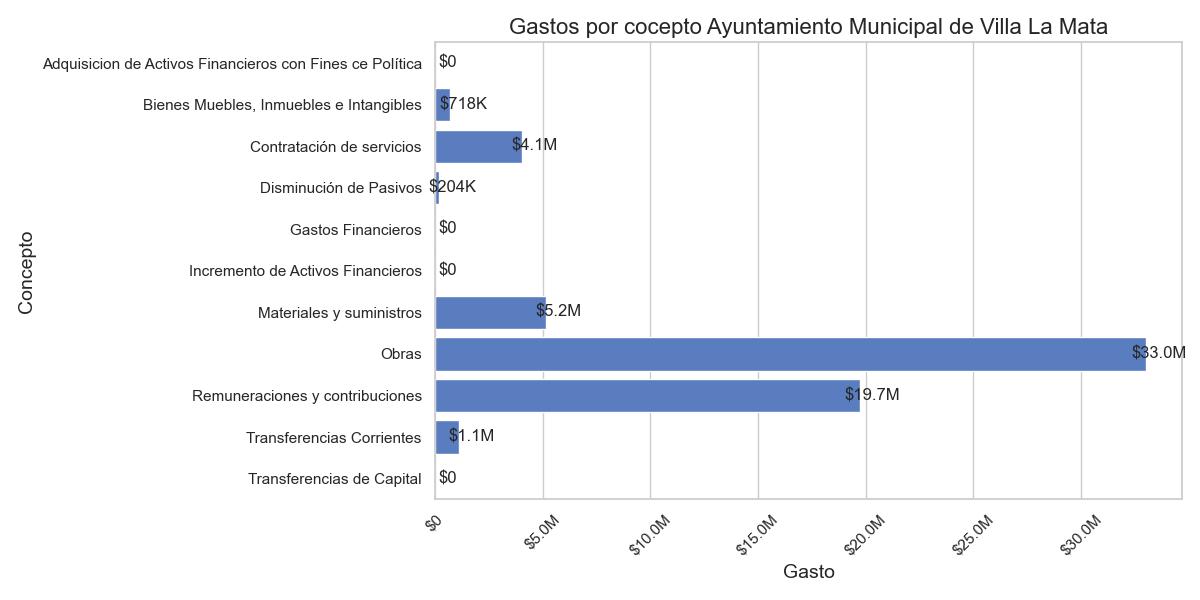 Gastos por cocepto Ayuntamiento Municipal de Villa La Mata
Concepto
Adquisicion de Activos Financieros con Fines ce Política $0
Bienes Muebles, Inmuebles e Intangibles $718K
Contratación de servicios $4.1M
Disminución de Pasivos $204K
Gastos Financieros $0
Incremento de Activos Financieros $0
Materiales y suministros $5.2M
Obras $33.0M
Remuneraciones y contribuciones $19.7M
Transferencias Corrientes $1.1M
Transferencias de Capital $0
$0 $5.0M $10.0M $15.0M $20.0M $25.0M $30.0M
Gasto